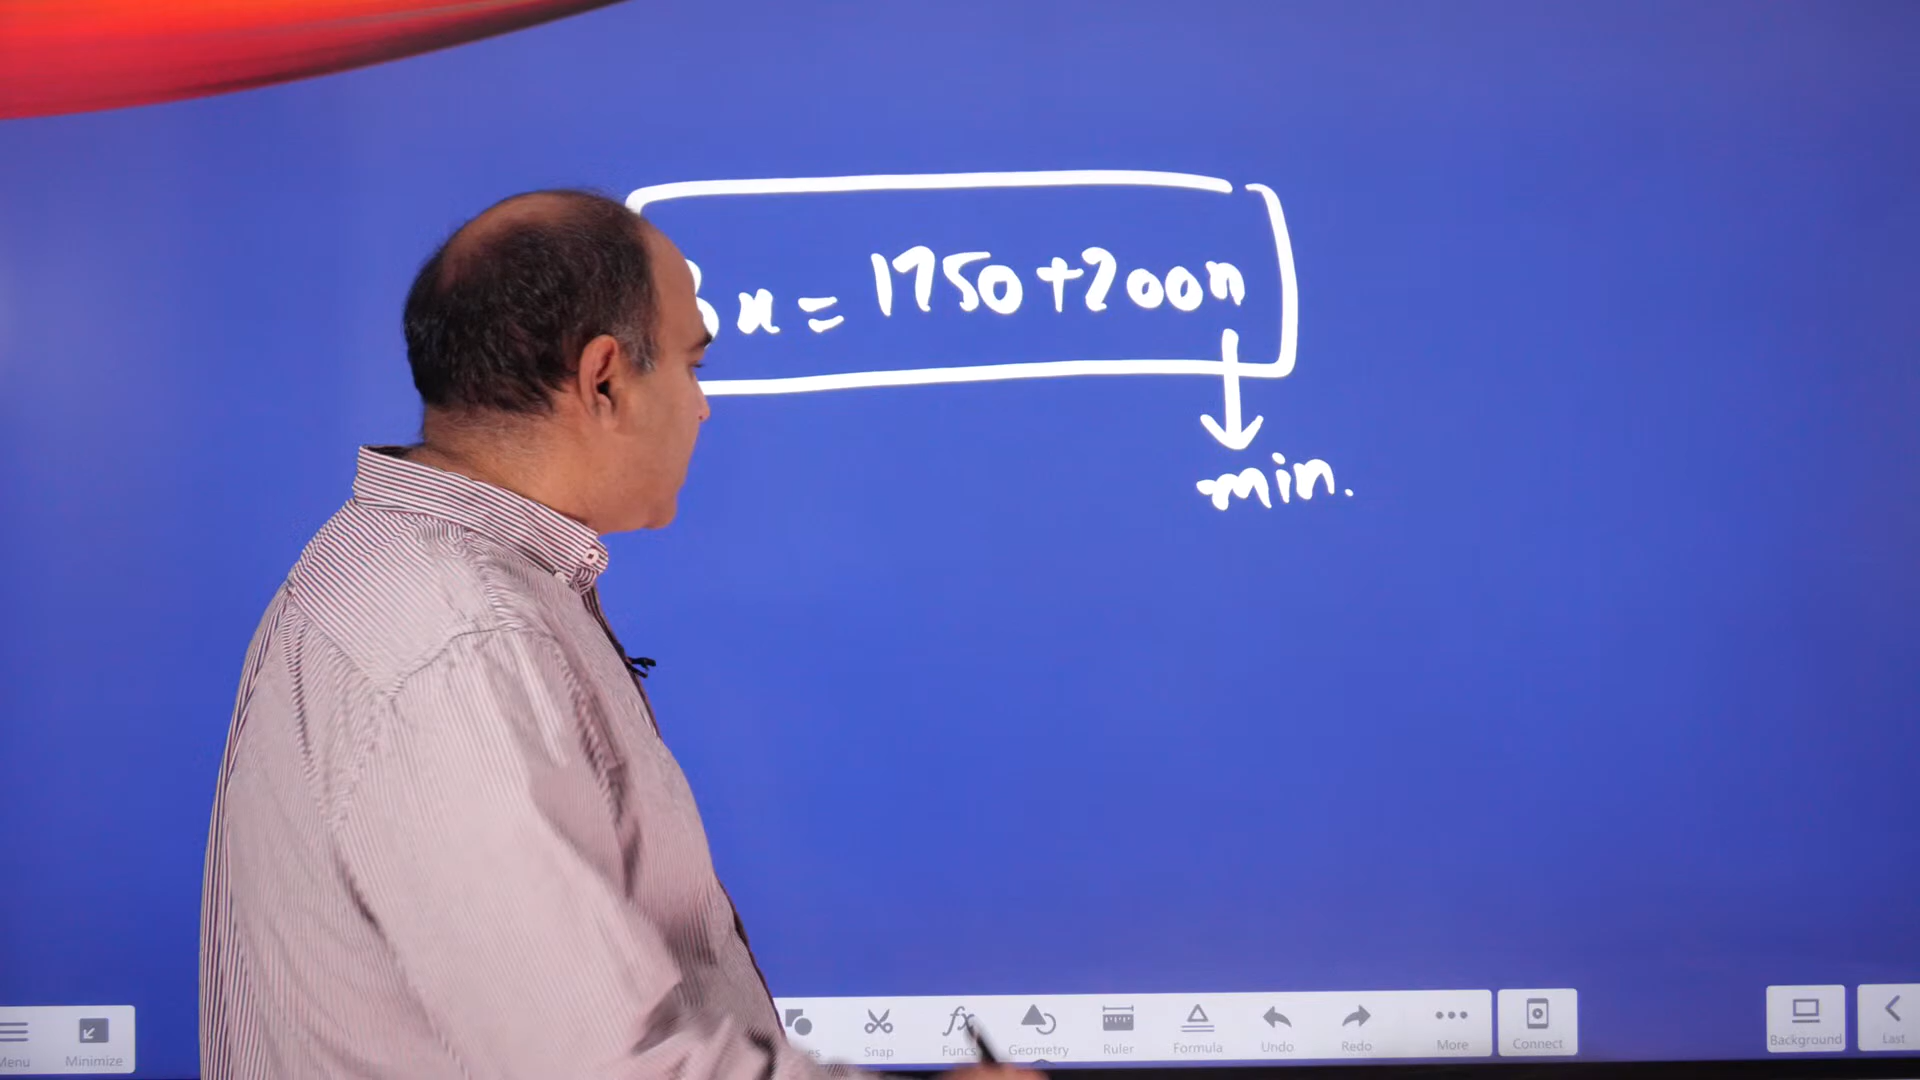 x = 1750 + 200n
min.
Menu
Minimize
Snap
Funcs
Geometry
Ruler
Formula
Undo
Redo
More
Connect
Background
Last